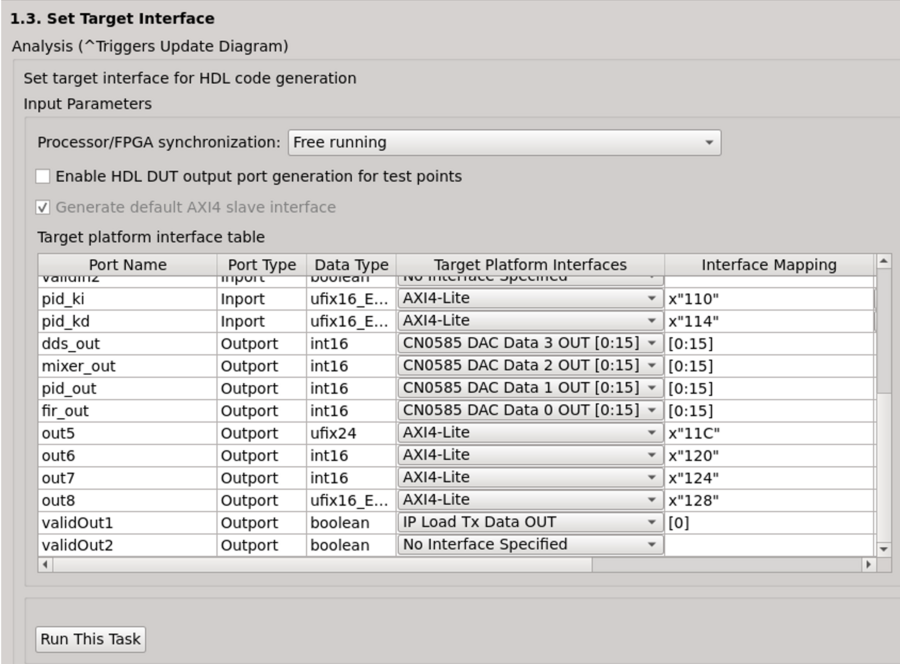 1.3. Set Target Interface
Analysis (^Triggers Update Diagram)
Set target interface for HDL code generation
Input Parameters
Processor/FPGA synchronization: Free running
Enable HDL DUT output port generation for test points
Generate default AXI4 slave interface
Target platform interface table
Port Name Port Type Data Type Target Platform Interfaces Interface Mapping
validIn2 Inport boolean No Interface Specified
pid_ki Inport ufix16_E... AXI4-Lite x"110"
pid_kd Inport ufix16_E... AXI4-Lite x"114"
dds_out Outport int16 CN0585 DAC Data 3 OUT [0:15] [0:15]
mixer_out Outport int16 CN0585 DAC Data 2 OUT [0:15] [0:15]
pid_out Outport int16 CN0585 DAC Data 1 OUT [0:15] [0:15]
fir_out Outport int16 CN0585 DAC Data 0 OUT [0:15] [0:15]
out5 Outport ufix24 AXI4-Lite x"11C"
out6 Outport int16 AXI4-Lite x"120"
out7 Outport int16 AXI4-Lite x"124"
out8 Outport ufix16_E... AXI4-Lite x"128"
validOut1 Outport boolean IP Load Tx Data OUT [0]
validOut2 Outport boolean No Interface Specified
Run This Task